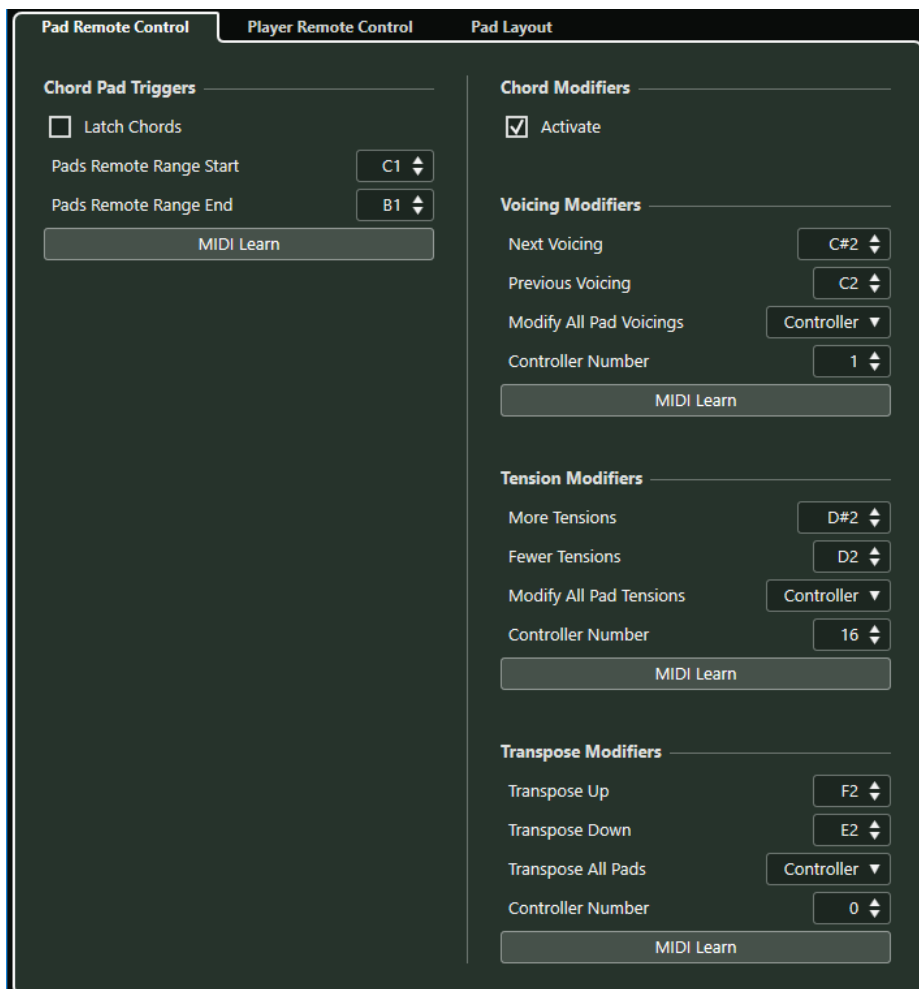 Pad Remote Control
Player Remote Control
Pad Layout
Chord Pad Triggers
Latch Chords
Pads Remote Range Start C1
Pads Remote Range End B1
MIDI Learn
Chord Modifiers
Activate
Voicing Modifiers
Next Voicing C#2
Previous Voicing C2
Modify All Pad Voicings Controller
Controller Number 1
MIDI Learn
Tension Modifiers
More Tensions D#2
Fewer Tensions D2
Modify All Pad Tensions Controller
Controller Number 16
MIDI Learn
Transpose Modifiers
Transpose Up F2
Transpose Down E2
Transpose All Pads Controller
Controller Number 0
MIDI Learn